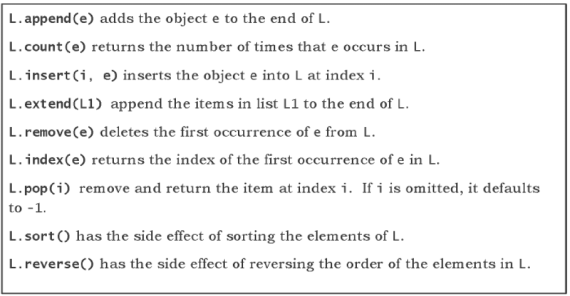 L.append(e) adds the object e to the end of L.
L.count(e) returns the number of times that e occurs in L.
L.insert(i, e) inserts the object e into L at index i.
L.extend(L1) append the items in list L1 to the end of L.
L.remove(e) deletes the first occurrence of e from L.
L.index(e) returns the index of the first occurrence of e in L.
L.pop(i) remove and return the item at index i. If i is omitted, it defaults
to -1.
L.sort() has the side effect of sorting the elements of L.
L.reverse() has the side effect of reversing the order of the elements in L.